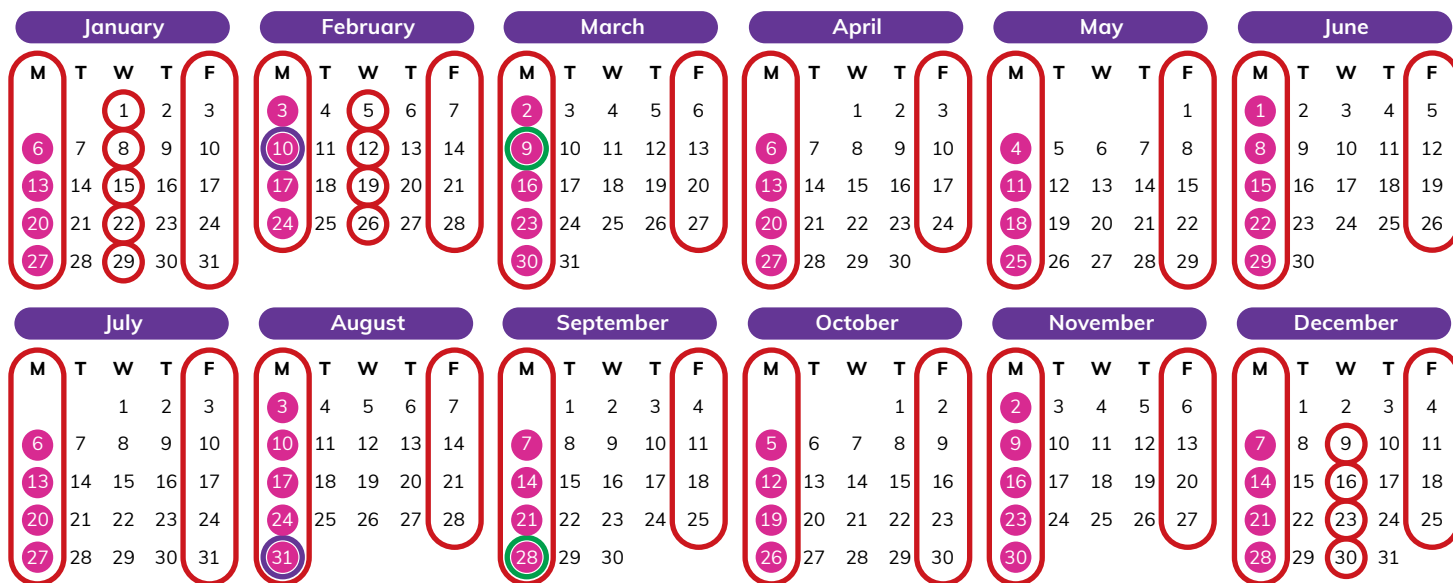 January February March April May June
M T W T F M T W T F M T W T F M T W T F M T W T F M T W T F
1 2 3 3 4 5 6 7 2 3 4 5 6 1 2 3 1 1 2 3 4 5
6 7 8 9 10 10 11 12 13 14 9 10 11 12 13 6 7 8 9 10 4 5 6 7 8 8 9 10 11 12
13 14 15 16 17 17 18 19 20 21 16 17 18 19 20 13 14 15 16 17 11 12 13 14 15 15 16 17 18 19
20 21 22 23 24 24 25 26 27 28 23 24 25 26 27 20 21 22 23 24 18 19 20 21 22 22 23 24 25 26
27 28 29 30 31 30 31 27 28 29 30 25 26 27 28 29 29 30
July August September October November December
M T W T F M T W T F M T W T F M T W T F M T W T F M T W T F
1 2 3 3 4 5 6 7 1 2 3 4 1 2 2 3 4 5 6 1 2 3 4
6 7 8 9 10 10 11 12 13 14 7 8 9 10 11 5 6 7 8 9 9 10 11 12 13 7 8 9 10 11
13 14 15 16 17 17 18 19 20 21 14 15 16 17 18 12 13 14 15 16 16 17 18 19 20 14 15 16 17 18
20 21 22 23 24 24 25 26 27 28 21 22 23 24 25 19 20 21 22 23 23 24 25 26 27 21 22 23 24 25
27 28 29 30 31 31 28 29 30 26 27 28 29 30 30 28 29 30 31